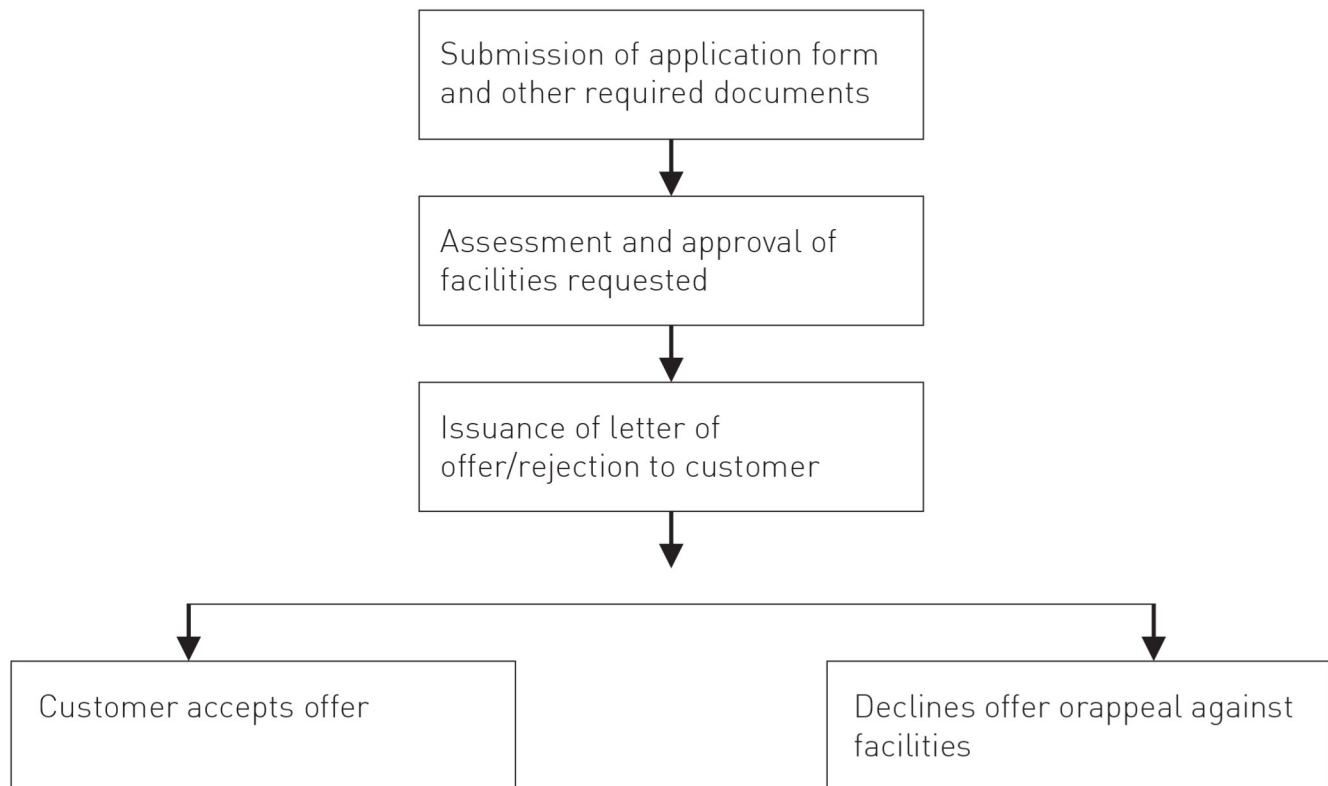 Submission of application form
and other required documents
Assessment and approval of
facilities requested
Issuance of letter of
offer/rejection to customer
Customer accepts offer
Declines offer orappeal against
facilities